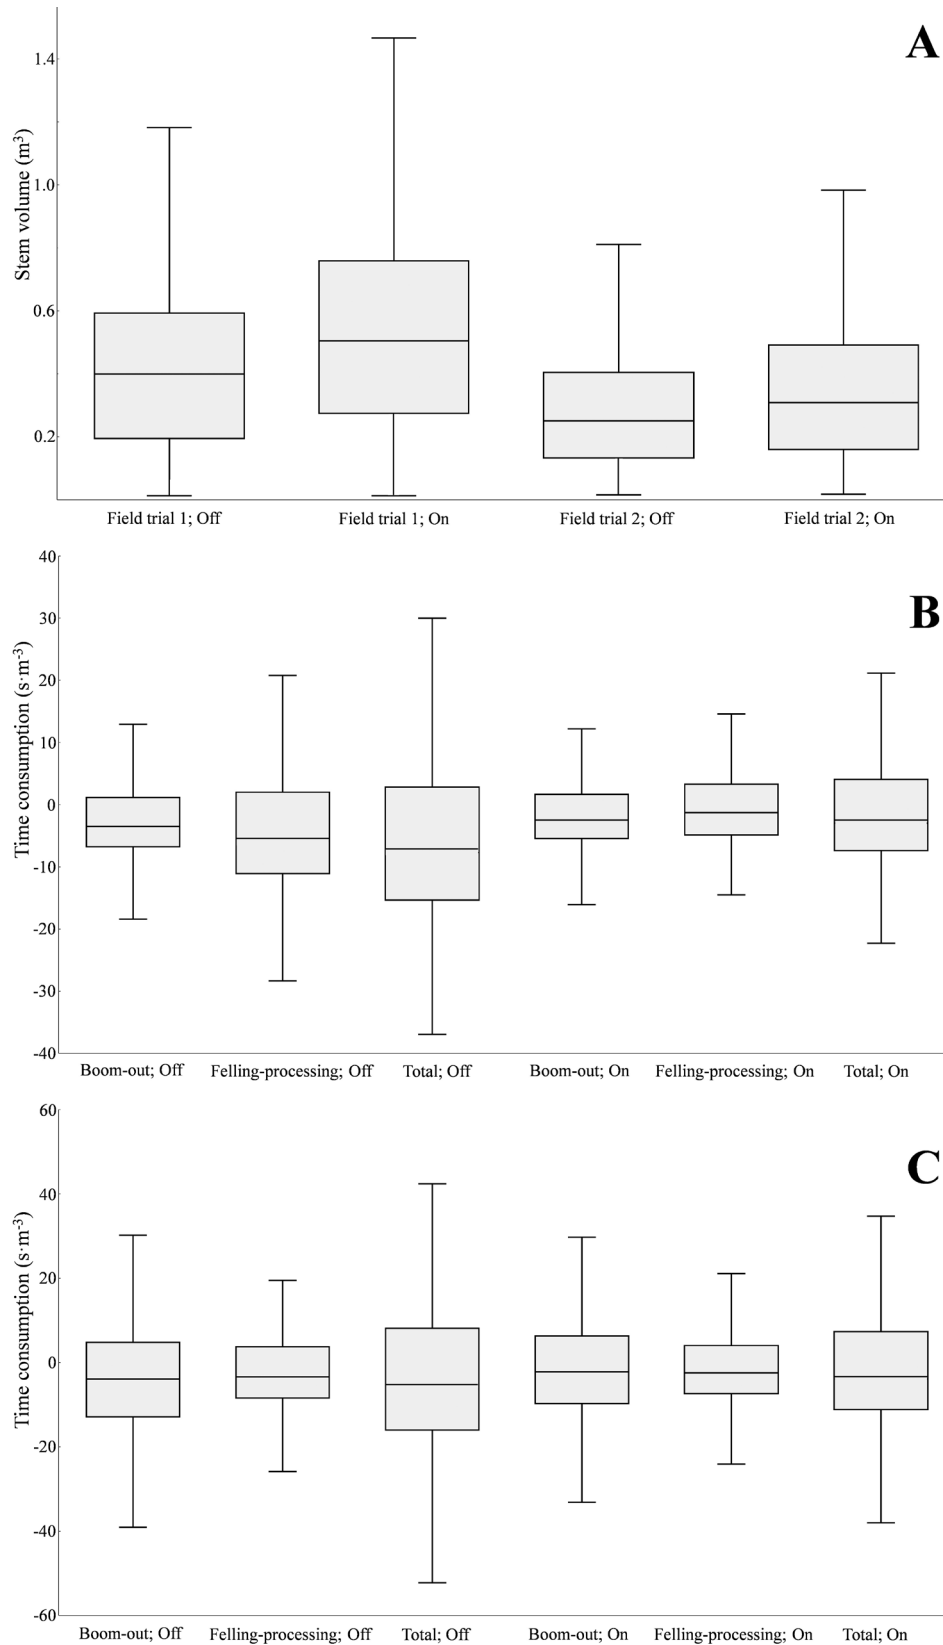 A
Stem volume (m³)
1.4
1.0
0.6
0.2
Field trial 1; Off
Field trial 1; On
Field trial 2; Off
Field trial 2; On
B
Time consumption (s·m⁻³)
40
30
20
10
0
-10
-20
-30
-40
Boom-out; Off
Felling-processing; Off
Total; Off
Boom-out; On
Felling-processing; On
Total; On
C
Time consumption (s·m⁻³)
60
40
20
0
-20
-40
-60
Boom-out; Off
Felling-processing; Off
Total; Off
Boom-out; On
Felling-processing; On
Total; On